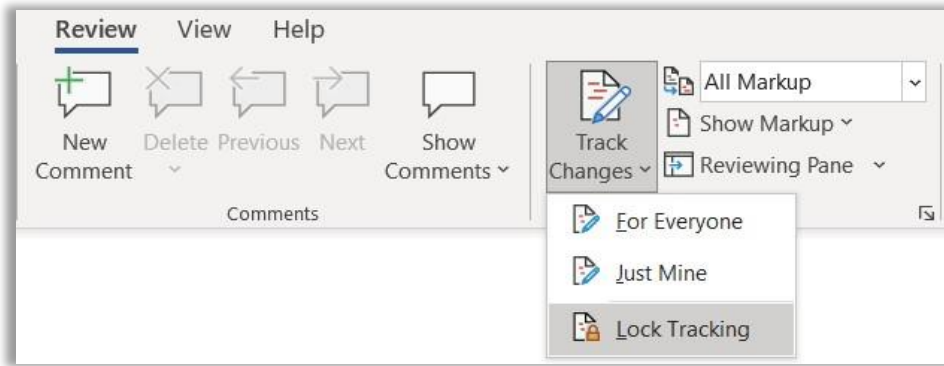 Review View Help
New Comment
Delete
Previous
Next
Show Comments
Comments
Track Changes
All Markup
Show Markup
Reviewing Pane
For Everyone
Just Mine
Lock Tracking